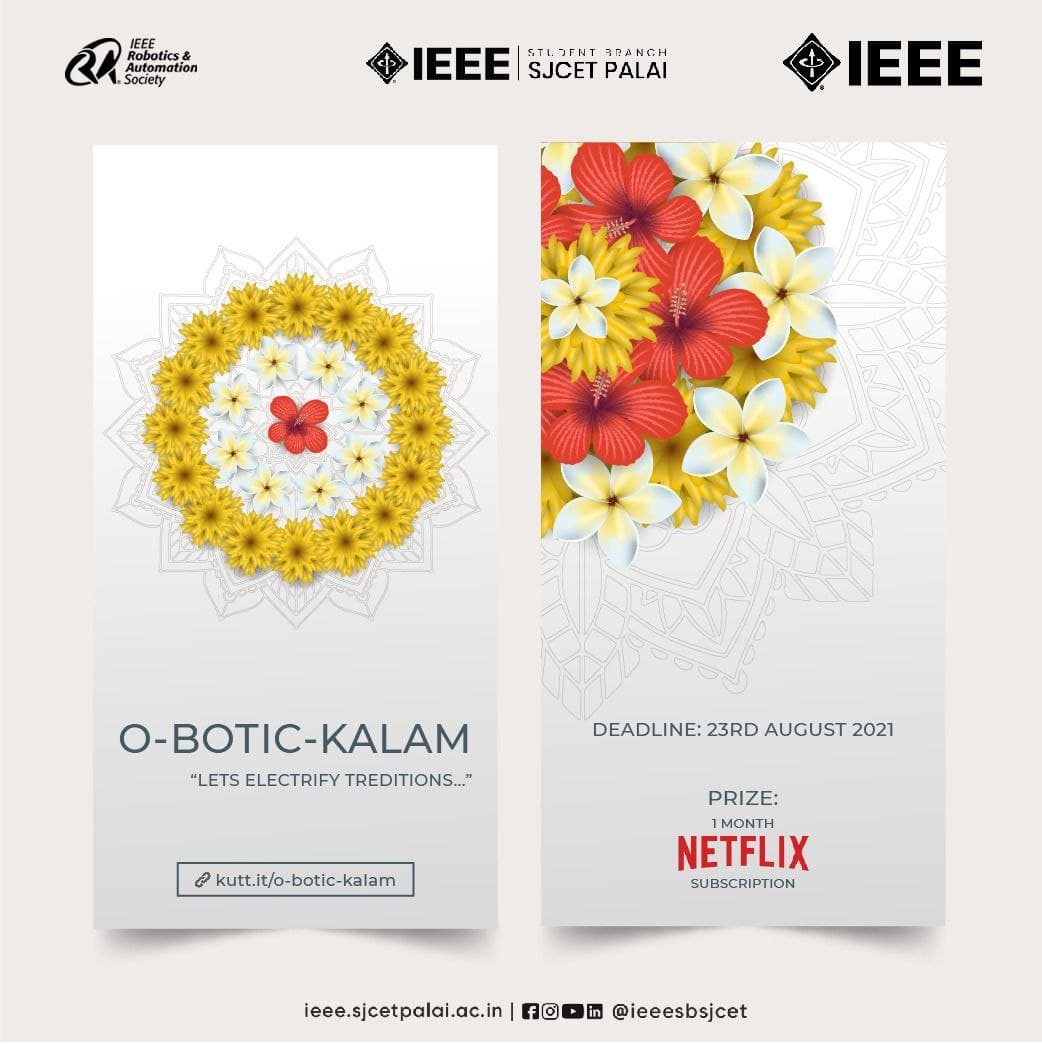 IEEE
Robotics &
Automation
Society
IEEE
STUDENT BRANCH
SJCET PALAI
IEEE
O-BOTIC-KALAM
“LETS ELECTRIFY TREDITIONS...”
kutt.it/o-botic-kalam
DEADLINE: 23RD AUGUST 2021
PRIZE:
1 MONTH
NETFLIX
SUBSCRIPTION
ieee.sjcetpalai.ac.in | @ieeesbsjcet